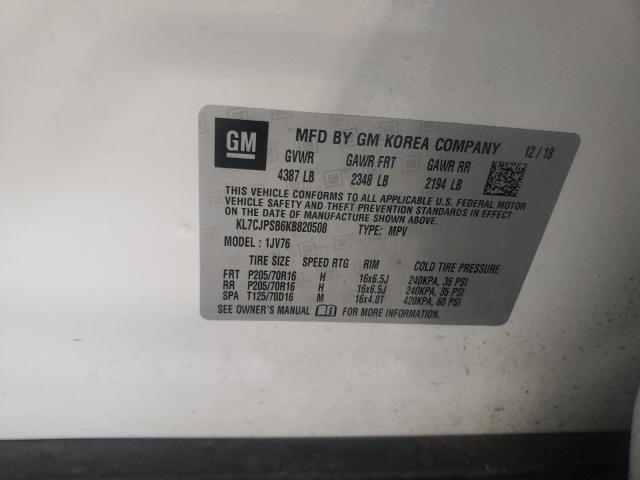 GM MFD BY GM KOREA COMPANY 12/18
GVWR GAWR FRT GAWR RR
4387 LB 2348 LB 2194 LB
THIS VEHICLE CONFORMS TO ALL APPLICABLE U.S. FEDERAL MOTOR
VEHICLE SAFETY AND THEFT PREVENTION STANDARDS IN EFFECT
ON THE DATE OF MANUFACTURE SHOWN ABOVE.
KL7CJPSB6KB820508 TYPE: MPV
MODEL : 1JV76
TIRE SIZE SPEED RTG RIM COLD TIRE PRESSURE
FRT P205/70R16 H 16x6.5J 240KPA, 35 PSI
RR P205/70R16 H 16x6.5J 240KPA, 35 PSI
SPA T125/70D16 M 16x4.0T 420KPA, 60 PSI
SEE OWNER'S MANUAL FOR MORE INFORMATION.